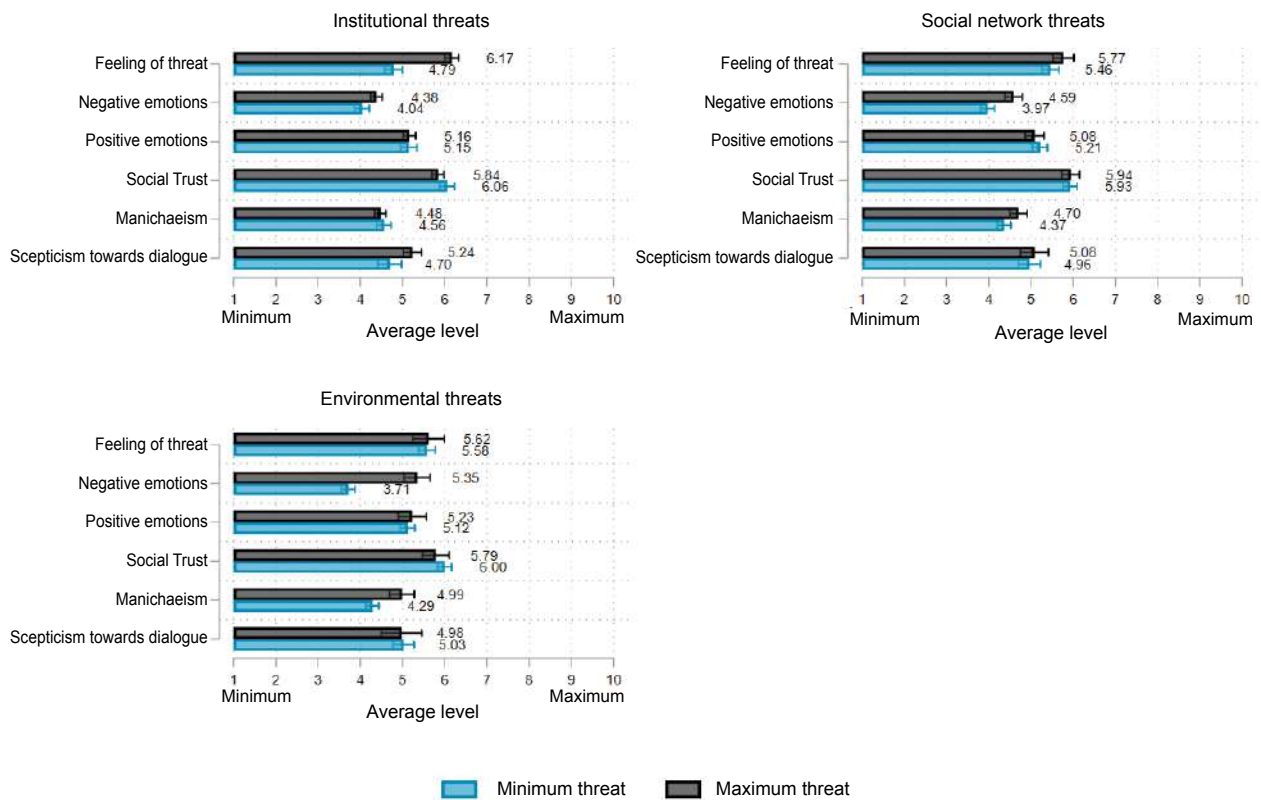 Institutional threats
Feeling of threat 6.17
4.79
Negative emotions 4.38
4.04
Positive emotions 5.16
5.15
Social Trust 5.84
6.06
Manichaeism 4.48
4.56
Scepticism towards dialogue 5.24
4.70
1 2 3 4 5 6 7 8 9 10
Minimum Maximum
Average level
Social network threats
Feeling of threat 5.77
5.46
Negative emotions 4.59
3.97
Positive emotions 5.08
5.21
Social Trust 5.94
5.93
Manichaeism 4.70
4.37
Scepticism towards dialogue 5.08
4.96
1 2 3 4 5 6 7 8 9 10
Minimum Maximum
Average level
Environmental threats
Feeling of threat 5.62
5.58
Negative emotions 5.35
3.71
Positive emotions 5.23
5.12
Social Trust 5.79
6.00
Manichaeism 4.99
4.29
Scepticism towards dialogue 4.98
5.03
1 2 3 4 5 6 7 8 9 10
Minimum Maximum
Average level
Minimum threat Maximum threat